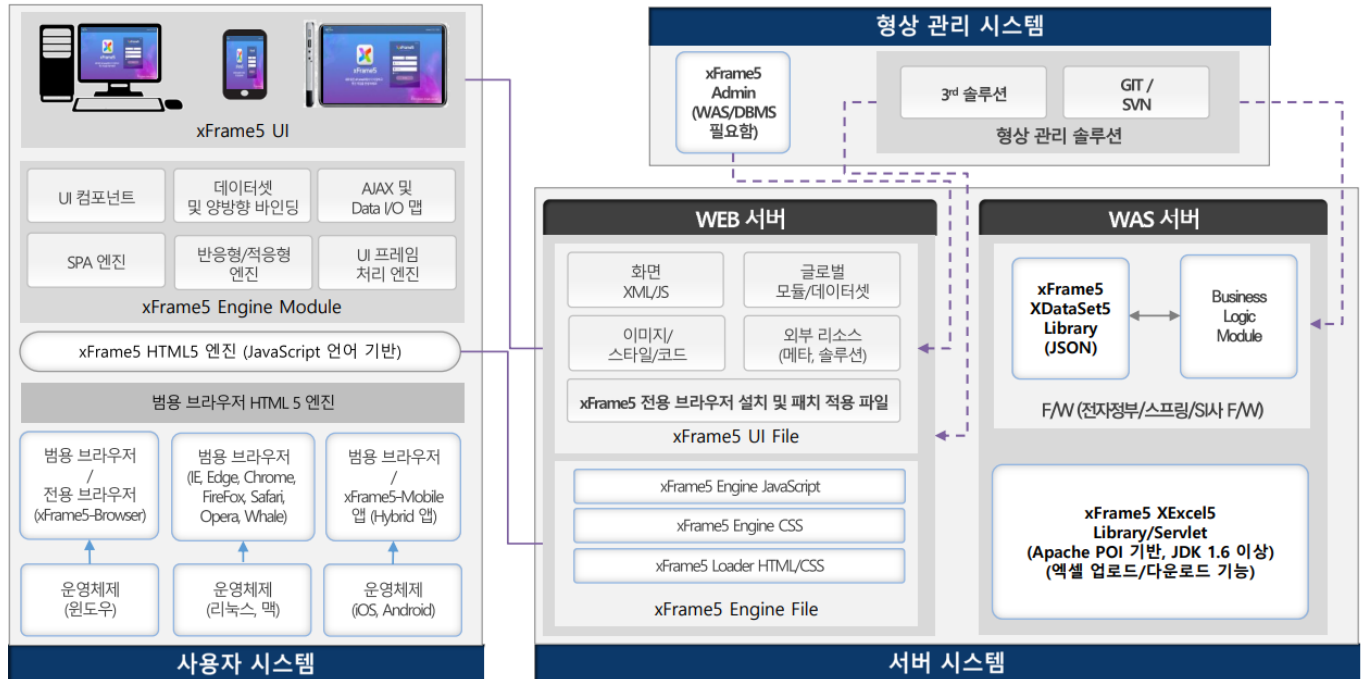 xFrame5
xFrame5
xFrame5 UI
UI 컴포넌트
데이터셋
및 양방향 바인딩
AJAX 및
Data I/O 맵
SPA 엔진
반응형/적응형
엔진
UI 프레임
처리 엔진
xFrame5 Engine Module
xFrame5 HTML5 엔진 (JavaScript 언어 기반)
범용 브라우저 HTML 5 엔진
범용 브라우저
/
전용 브라우저
(xFrame5-Browser)
범용 브라우저
(IE, Edge, Chrome,
FireFox, Safari,
Opera, Whale)
범용 브라우저
/
xFrame5-Mobile
앱 (Hybrid 앱)
운영체제
(윈도우)
운영체제
(리눅스, 맥)
운영체제
(iOS, Android)
사용자 시스템
형상 관리 시스템
xFrame5
Admin
(WAS/DBMS
필요함)
3rd 솔루션
GIT /
SVN
형상 관리 솔루션
WEB 서버
화면
XML/JS
글로벌
모듈/데이터셋
이미지/
스타일/코드
외부 리소스
(메타, 솔루션)
xFrame5 전용 브라우저 설치 및 패치 적용 파일
xFrame5 UI File
xFrame5 Engine JavaScript
xFrame5 Engine CSS
xFrame5 Loader HTML/CSS
xFrame5 Engine File
WAS 서버
xFrame5
XDataSet5
Library
(JSON)
Business
Logic
Module
F/W (전자정부/스프링/SI사 F/W)
xFrame5 XExcel5
Library/Servlet
(Apache POI 기반, JDK 1.6 이상)
(엑셀 업로드/다운로드 기능)
서버 시스템